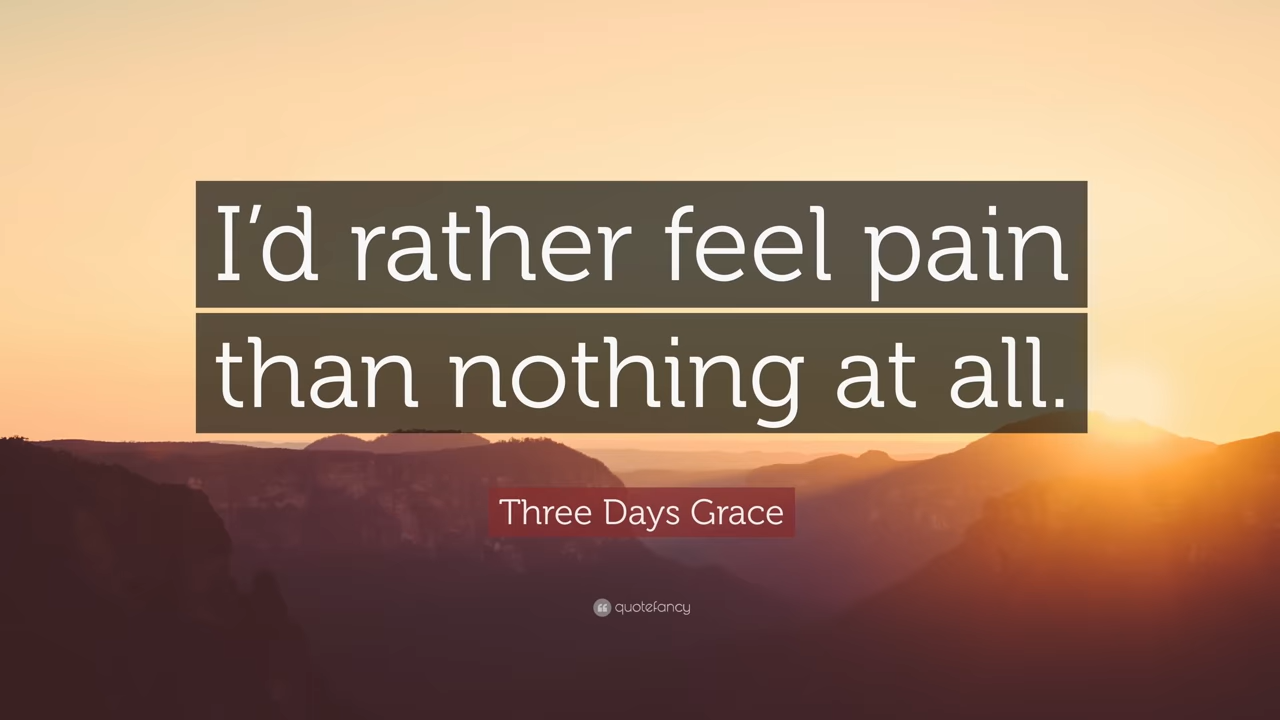 I’d rather feel pain
than nothing at all.
Three Days Grace
quotefancy